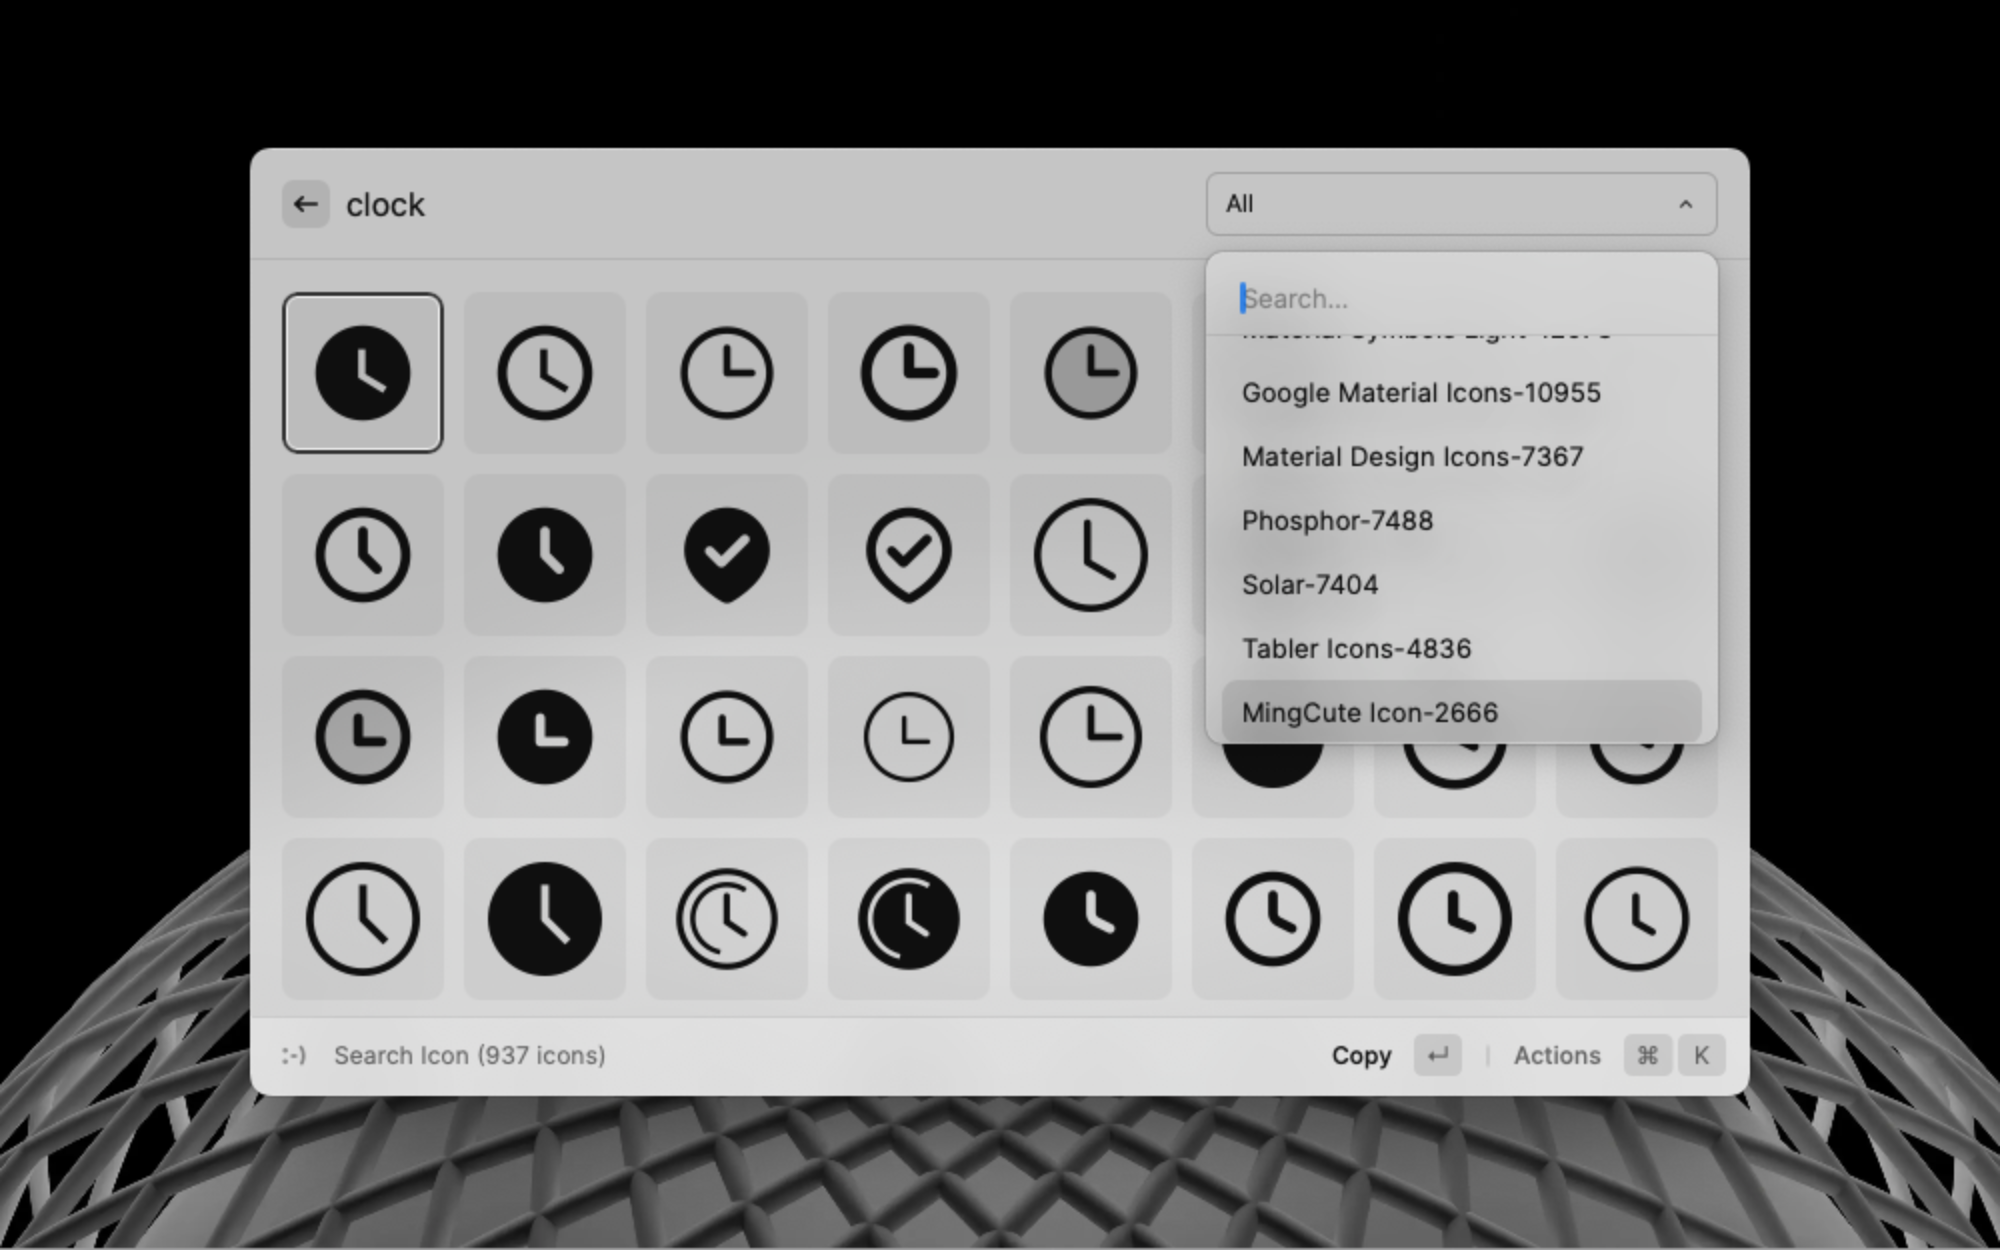 clock
All
Search...
Google Material Icons-10955
Material Design Icons-7367
Phosphor-7488
Solar-7404
Tabler Icons-4836
MingCute Icon-2666
:-) Search Icon (937 icons)
Copy ↵ | Actions ⌘ K